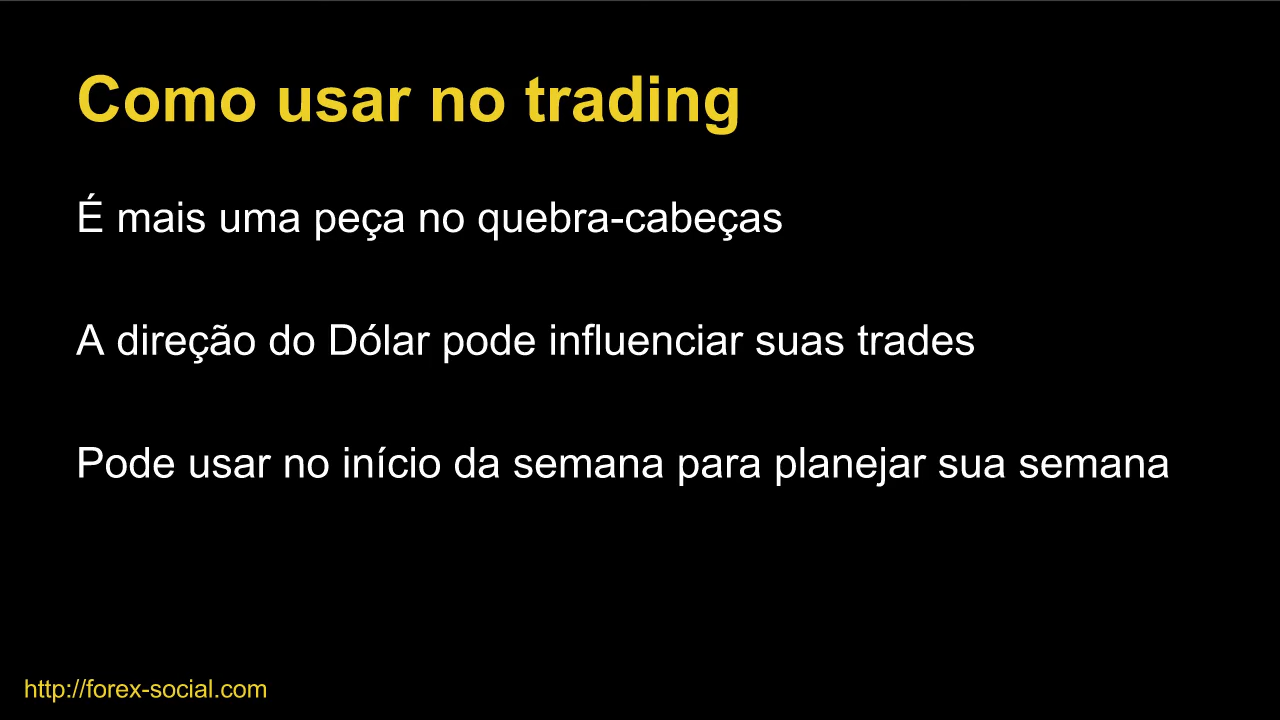 Como usar no trading
É mais uma peça no quebra-cabeças
A direção do Dólar pode influenciar suas trades
Pode usar no início da semana para planejar sua semana
http://forex-social.com